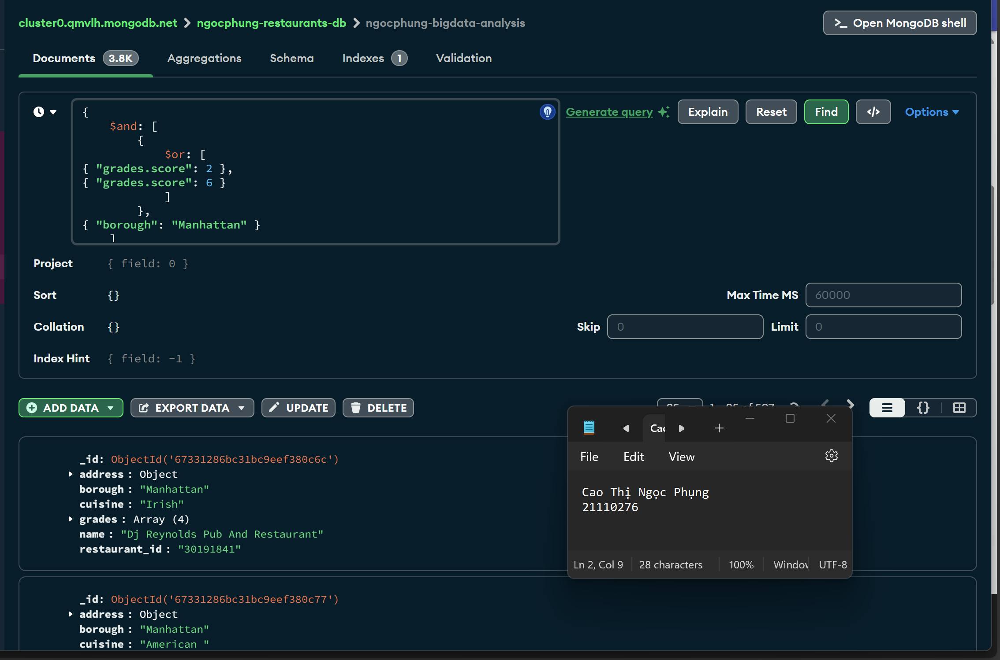 cluster0.qmvlh.mongodb.net > ngocphung-restaurants-db > ngocphung-bigdata-analysis
>_ Open MongoDB shell
Documents 3.8K Aggregations Schema Indexes 1 Validation
{
$and: [
{
$or: [
{ "grades.score": 2 },
{ "grades.score": 6 }
]
},
{ "borough": "Manhattan" }
]
Generate query Explain Reset Find </> Options
Project { field: 0 }
Sort {}
Max Time MS 60000
Collation {}
Skip 0 Limit 0
Index Hint { field: -1 }
ADD DATA EXPORT DATA UPDATE DELETE
{}
_id: ObjectId('67331286bc31bc9eef380c6c')
address : Object
borough : "Manhattan"
cuisine : "Irish"
grades : Array (4)
name : "Dj Reynolds Pub And Restaurant"
restaurant_id : "30191841"
_id: ObjectId('67331286bc31bc9eef380c77')
address : Object
borough : "Manhattan"
cuisine : "American "
File Edit View
Cao Thị Ngọc Phụng
21110276
Ln 2, Col 9 28 characters 100% UTF-8